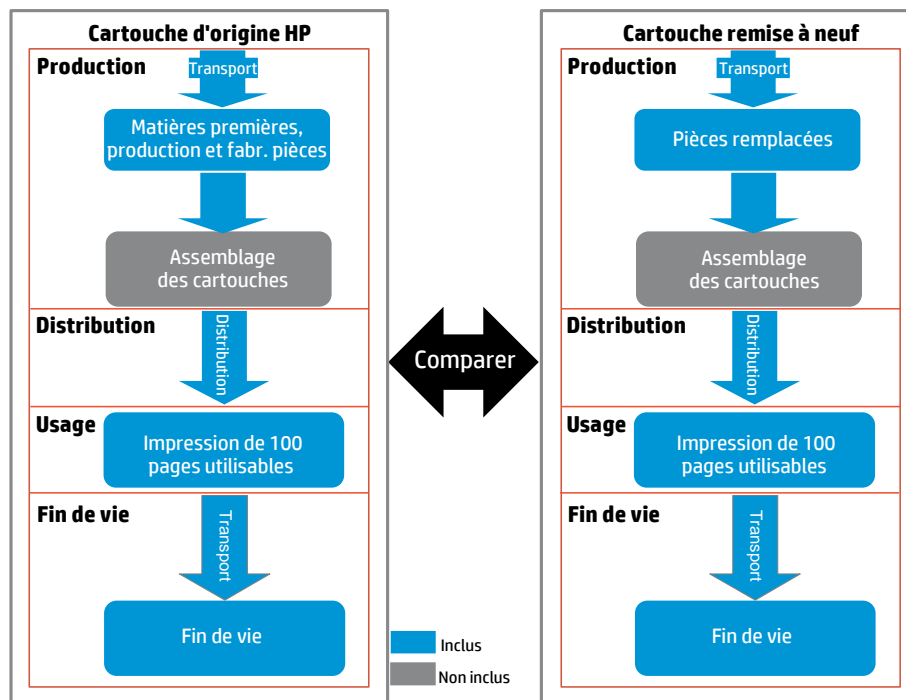 Cartouche d'origine HP
Production
Transport
Matières premières,
production et fabr. pièces
Assemblage
des cartouches
Distribution
Distribution
Usage
Impression de 100
pages utilisables
Fin de vie
Transport
Fin de vie
Comparer
Inclus
Non inclus
Cartouche remise à neuf
Production
Transport
Pièces remplacées
Assemblage
des cartouches
Distribution
Distribution
Usage
Impression de 100
pages utilisables
Fin de vie
Transport
Fin de vie